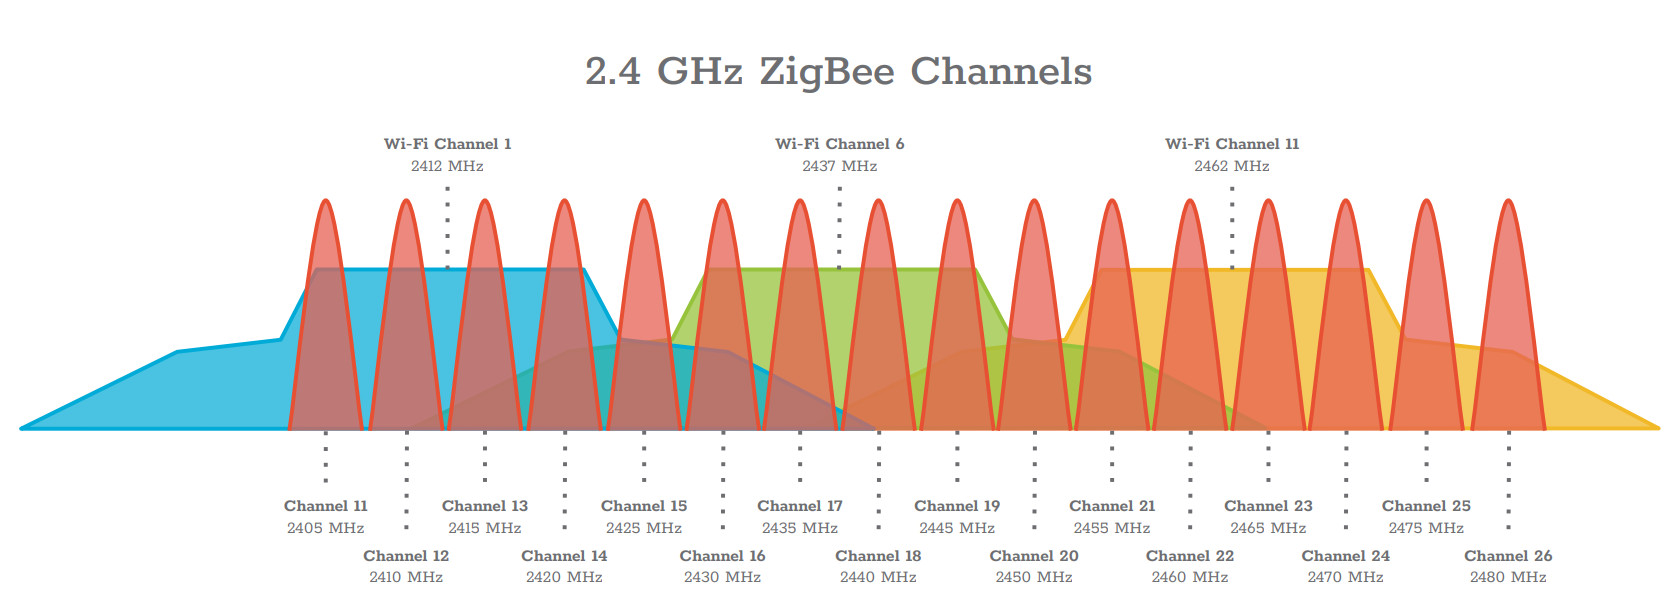 2.4 GHz ZigBee Channels
Wi-Fi Channel 1
2412 MHz
Wi-Fi Channel 6
2437 MHz
Wi-Fi Channel 11
2462 MHz
Channel 11
2405 MHz
Channel 12
2410 MHz
Channel 13
2415 MHz
Channel 14
2420 MHz
Channel 15
2425 MHz
Channel 16
2430 MHz
Channel 17
2435 MHz
Channel 18
2440 MHz
Channel 19
2445 MHz
Channel 20
2450 MHz
Channel 21
2455 MHz
Channel 22
2460 MHz
Channel 23
2465 MHz
Channel 24
2470 MHz
Channel 25
2475 MHz
Channel 26
2480 MHz